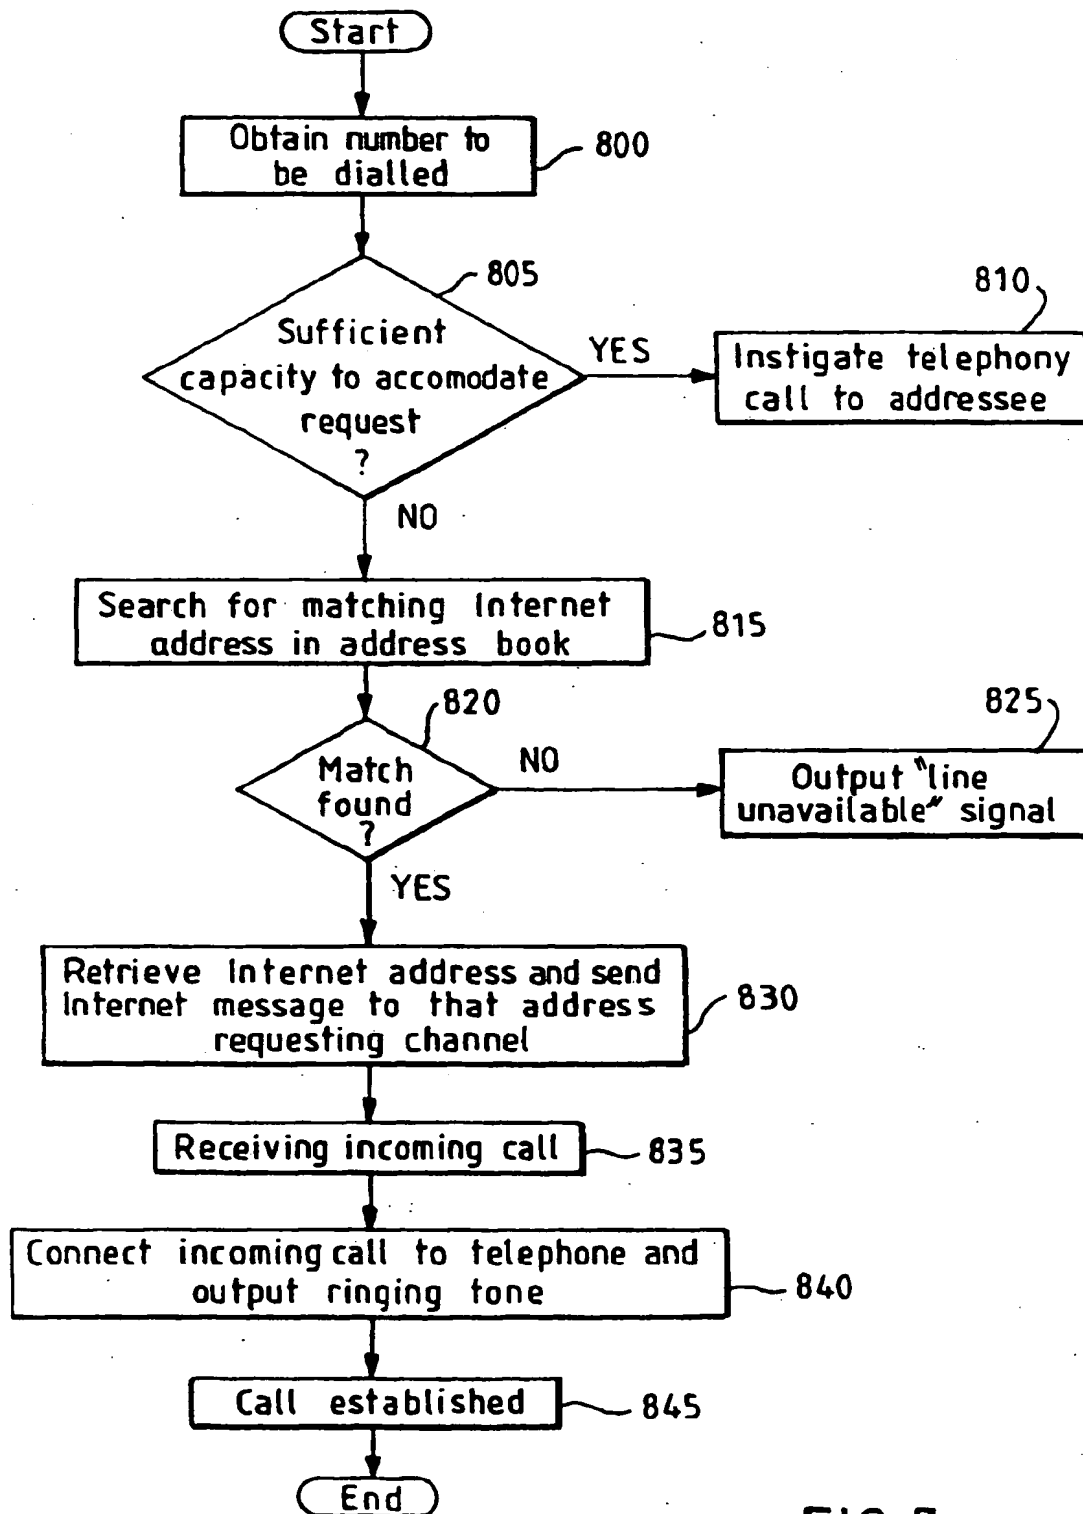 Start
Obtain number to
be dialled
800
805
Sufficient
capacity to accomodate
request
?
YES
810
Instigate telephony
call to addressee
NO
Search for matching Internet
address in address book
815
820
Match
found
?
NO
825
Output "line
unavailable" signal
YES
Retrieve Internet address and send
Internet message to that address
requesting channel
830
Receiving incoming call
835
Connect incoming call to telephone and
output ringing tone
840
Call established
845
End